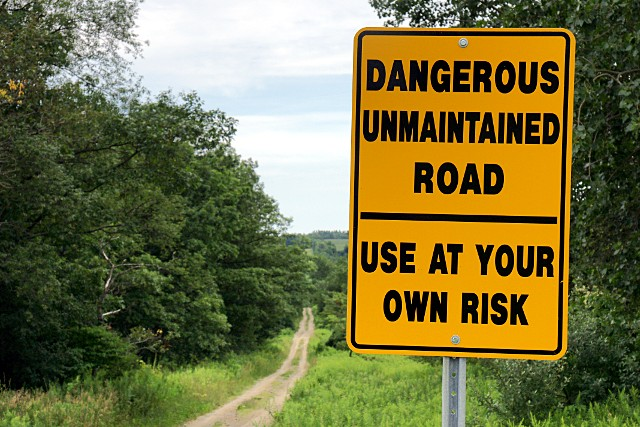 DANGEROUS
UNMAINTAINED
ROAD
USE AT YOUR
OWN RISK